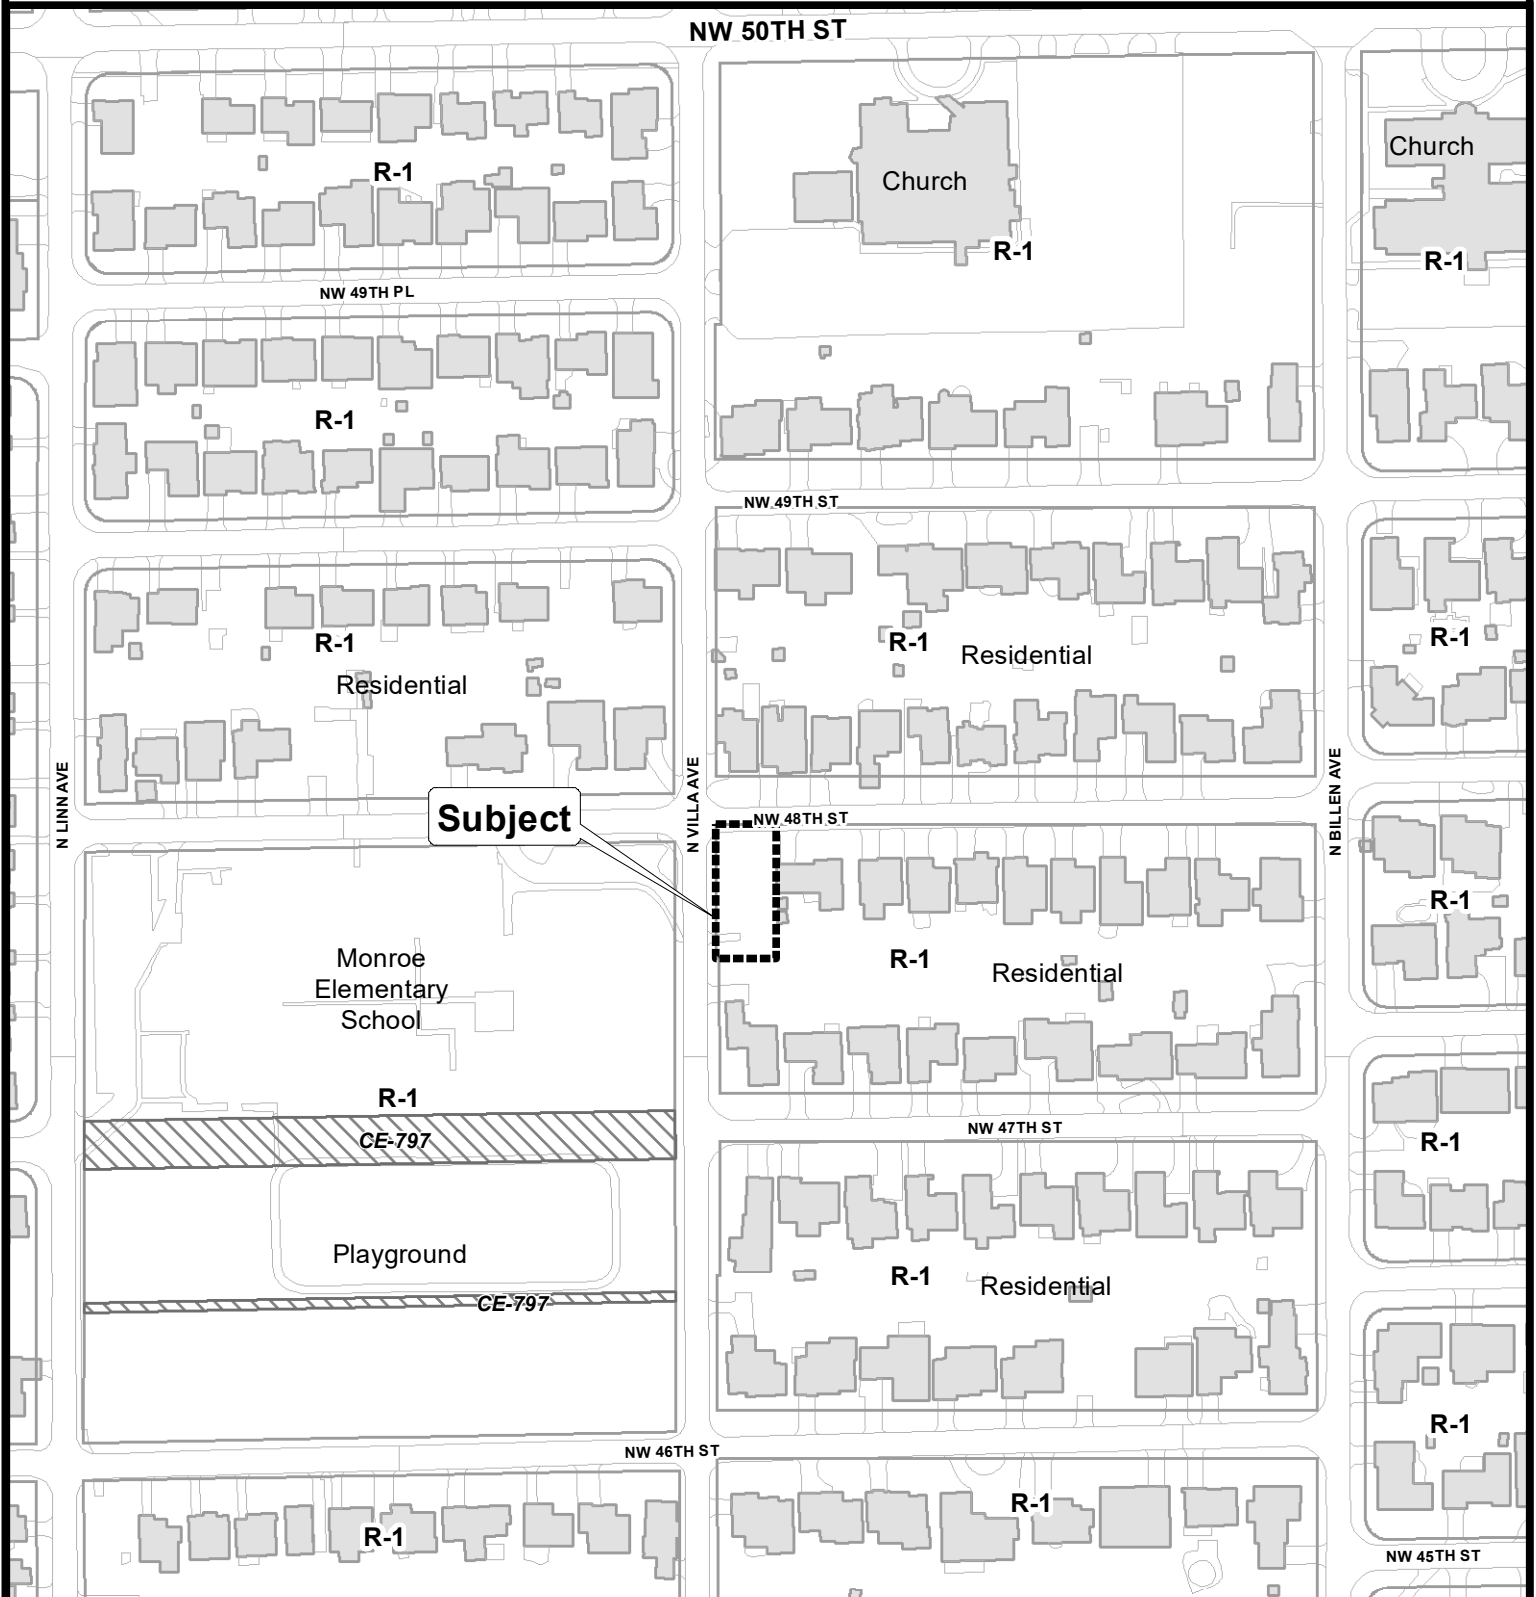 NW 50TH ST
Church
R-1
Church
R-1
R-1
NW 49TH PL
R-1
NW 49TH ST
R-1
Residential
R-1
Residential
R-1
N LINN AVE
N VILLA AVE
N BILLEN AVE
Subject
NW 48TH ST
R-1
Residential
R-1
Monroe
Elementary
School
R-1
CE-797
NW 47TH ST
R-1
Playground
CE-797
R-1
Residential
R-1
NW 46TH ST
R-1
R-1
NW 45TH ST